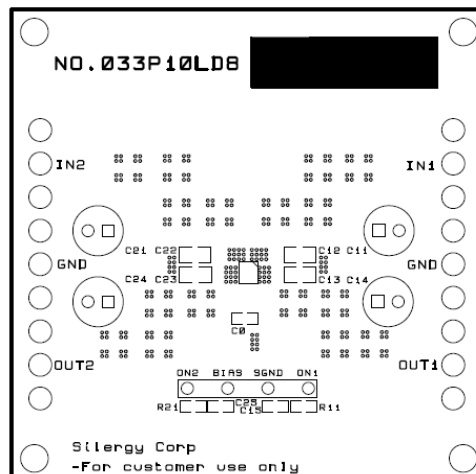 NO.033P10LD8
IN2 IN1
C21 C22 C12 C11
GND GND
C24 C23 C13 C14
C0
OUT2 OUT1
ON2 BIAS SGND ON1
R21 C25 C15 R11
Silergy Corp
-For customer use only